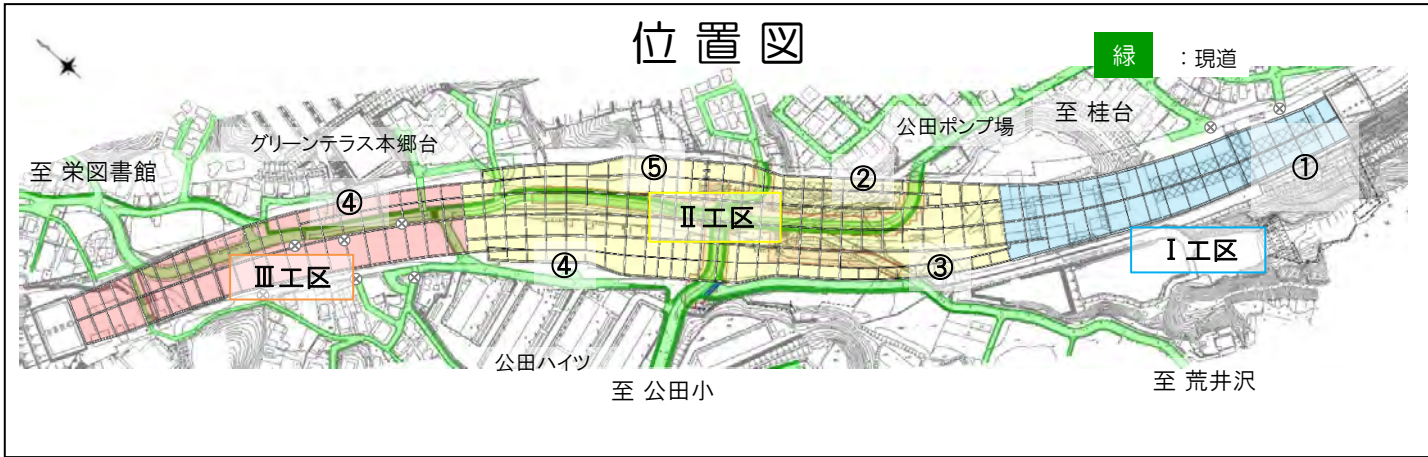 位置図
緑
：現道
至 桂台
公田ポンプ場
グリーンテラス本郷台
至 栄図書館
①
⑤
②
④
Ⅱ工区
Ⅰ工区
Ⅲ工区
④
③
公田ハイツ
至 公田小
至 荒井沢